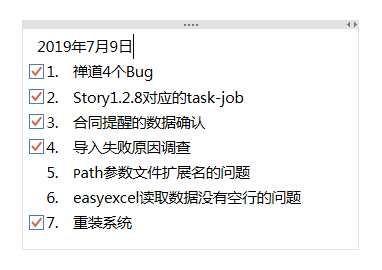 2019年7月9日
1. 禅道4个Bug
2. Story1.2.8对应的task-job
3. 合同提醒的数据确认
4. 导入失败原因调查
5. Path参数文件扩展名的问题
6. easyexcel读取数据没有空行的问题
7. 重装系统